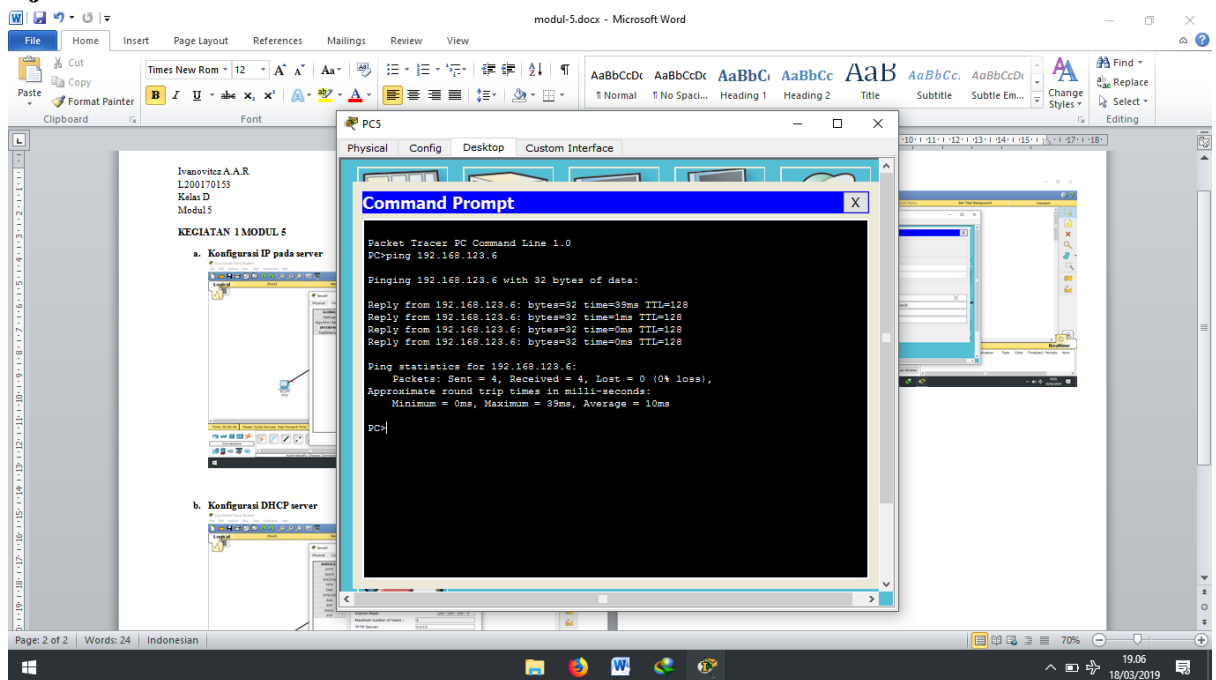 modul-5.docx - Microsoft Word
File Home Insert Page Layout References Mailings Review View
Paste
Cut
Copy
Format Painter
Clipboard
Times New Rom 12
Font
AaBbCcDc AaBbCcDc AaBbC AaBbCc AaB AaBbCc. AaBbCcDc
¶ Normal ¶ No Spaci... Heading 1 Heading 2 Title Subtitle Subtle Em...
Change Styles
Find
Replace
Select
Editing
Ivanovitcz A.A.R
L200170153
Kelas D
Modul 5
KEGIATAN 1 MODUL 5
a. Konfigurasi IP pada server
b. Konfigurasi DHCP server
PC5
Physical Config Desktop Custom Interface
Command Prompt X
Packet Tracer PC Command Line 1.0
PC>ping 192.168.123.6
Pinging 192.168.123.6 with 32 bytes of data:
Reply from 192.168.123.6: bytes=32 time=39ms TTL=128
Reply from 192.168.123.6: bytes=32 time=1ms TTL=128
Reply from 192.168.123.6: bytes=32 time=0ms TTL=128
Reply from 192.168.123.6: bytes=32 time=0ms TTL=128
Ping statistics for 192.168.123.6:
Packets: Sent = 4, Received = 4, Lost = 0 (0% loss),
Approximate round trip times in milli-seconds:
Minimum = 0ms, Maximum = 39ms, Average = 10ms
PC>
Page: 2 of 2 Words: 24 Indonesian
70%
19.06
18/03/2019